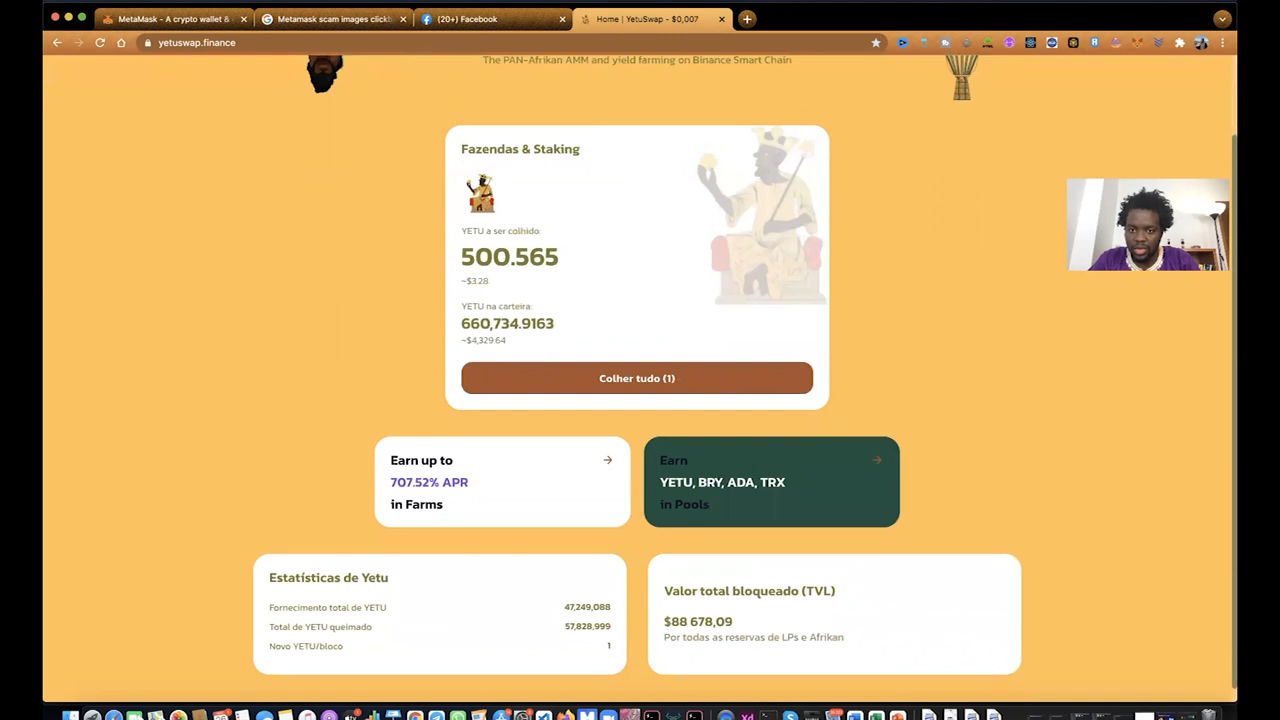 MetaMask - A crypto wallet &
Metamask scam images clickb
(20+) Facebook
Home | YetuSwap - $0,007
yetuswap.finance
The PAN-Afrikan AMM and yield farming on Binance Smart Chain
Fazendas & Staking
YETU a ser colhido:
500.565
~$3.28
YETU na carteira:
660,734.9163
~$4,329.64
Colher tudo (1)
Earn up to
707.52% APR
in Farms
Earn
YETU, BRY, ADA, TRX
in Pools
Estatísticas de Yetu
Fornecimento total de YETU 47,249,088
Total de YETU queimado 57,828,999
Novo YETU/bloco 1
Valor total bloqueado (TVL)
$88 678,09
Por todas as reservas de LPs e Afrikan